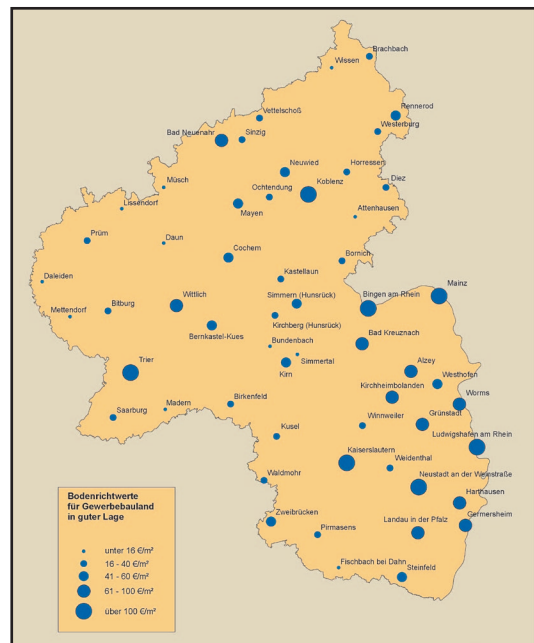 Brachbach
Wissen
Rennerod
Vettelschoß
Westerburg
Bad Neuenahr
Sinzig
Neuwied
Horressen
Koblenz
Diez
Müsch
Ochtendung
Lissendorf
Mayen
Attenhausen
Prüm
Daun
Cochem
Bornich
Kastellaun
Daleiden
Mainz
Simmern (Hunsrück)
Bingen am Rhein
Mettendorf
Bitburg
Wittlich
Kirchberg (Hunsrück)
Bernkastel-Kues
Bad Kreuznach
Bundenbach
Simmertal
Trier
Kirn
Alzey
Westhofen
Kirchheimbolanden
Worms
Saarburg
Madern
Birkenfeld
Winnweiler
Grünstadt
Kusel
Ludwigshafen am Rhein
Kaiserslautern
Weidenthal
Waldmohr
Neustadt an der Weinstraße
Harthausen
Zweibrücken
Pirmasens
Landau in der Pfalz
Germersheim
Fischbach bei Dahn
Steinfeld
Bodenrichtwerte
für Gewerbebauland
in guter Lage
unter 16 €/m²
16 - 40 €/m²
41 - 60 €/m²
61 - 100 €/m²
über 100 €/m²